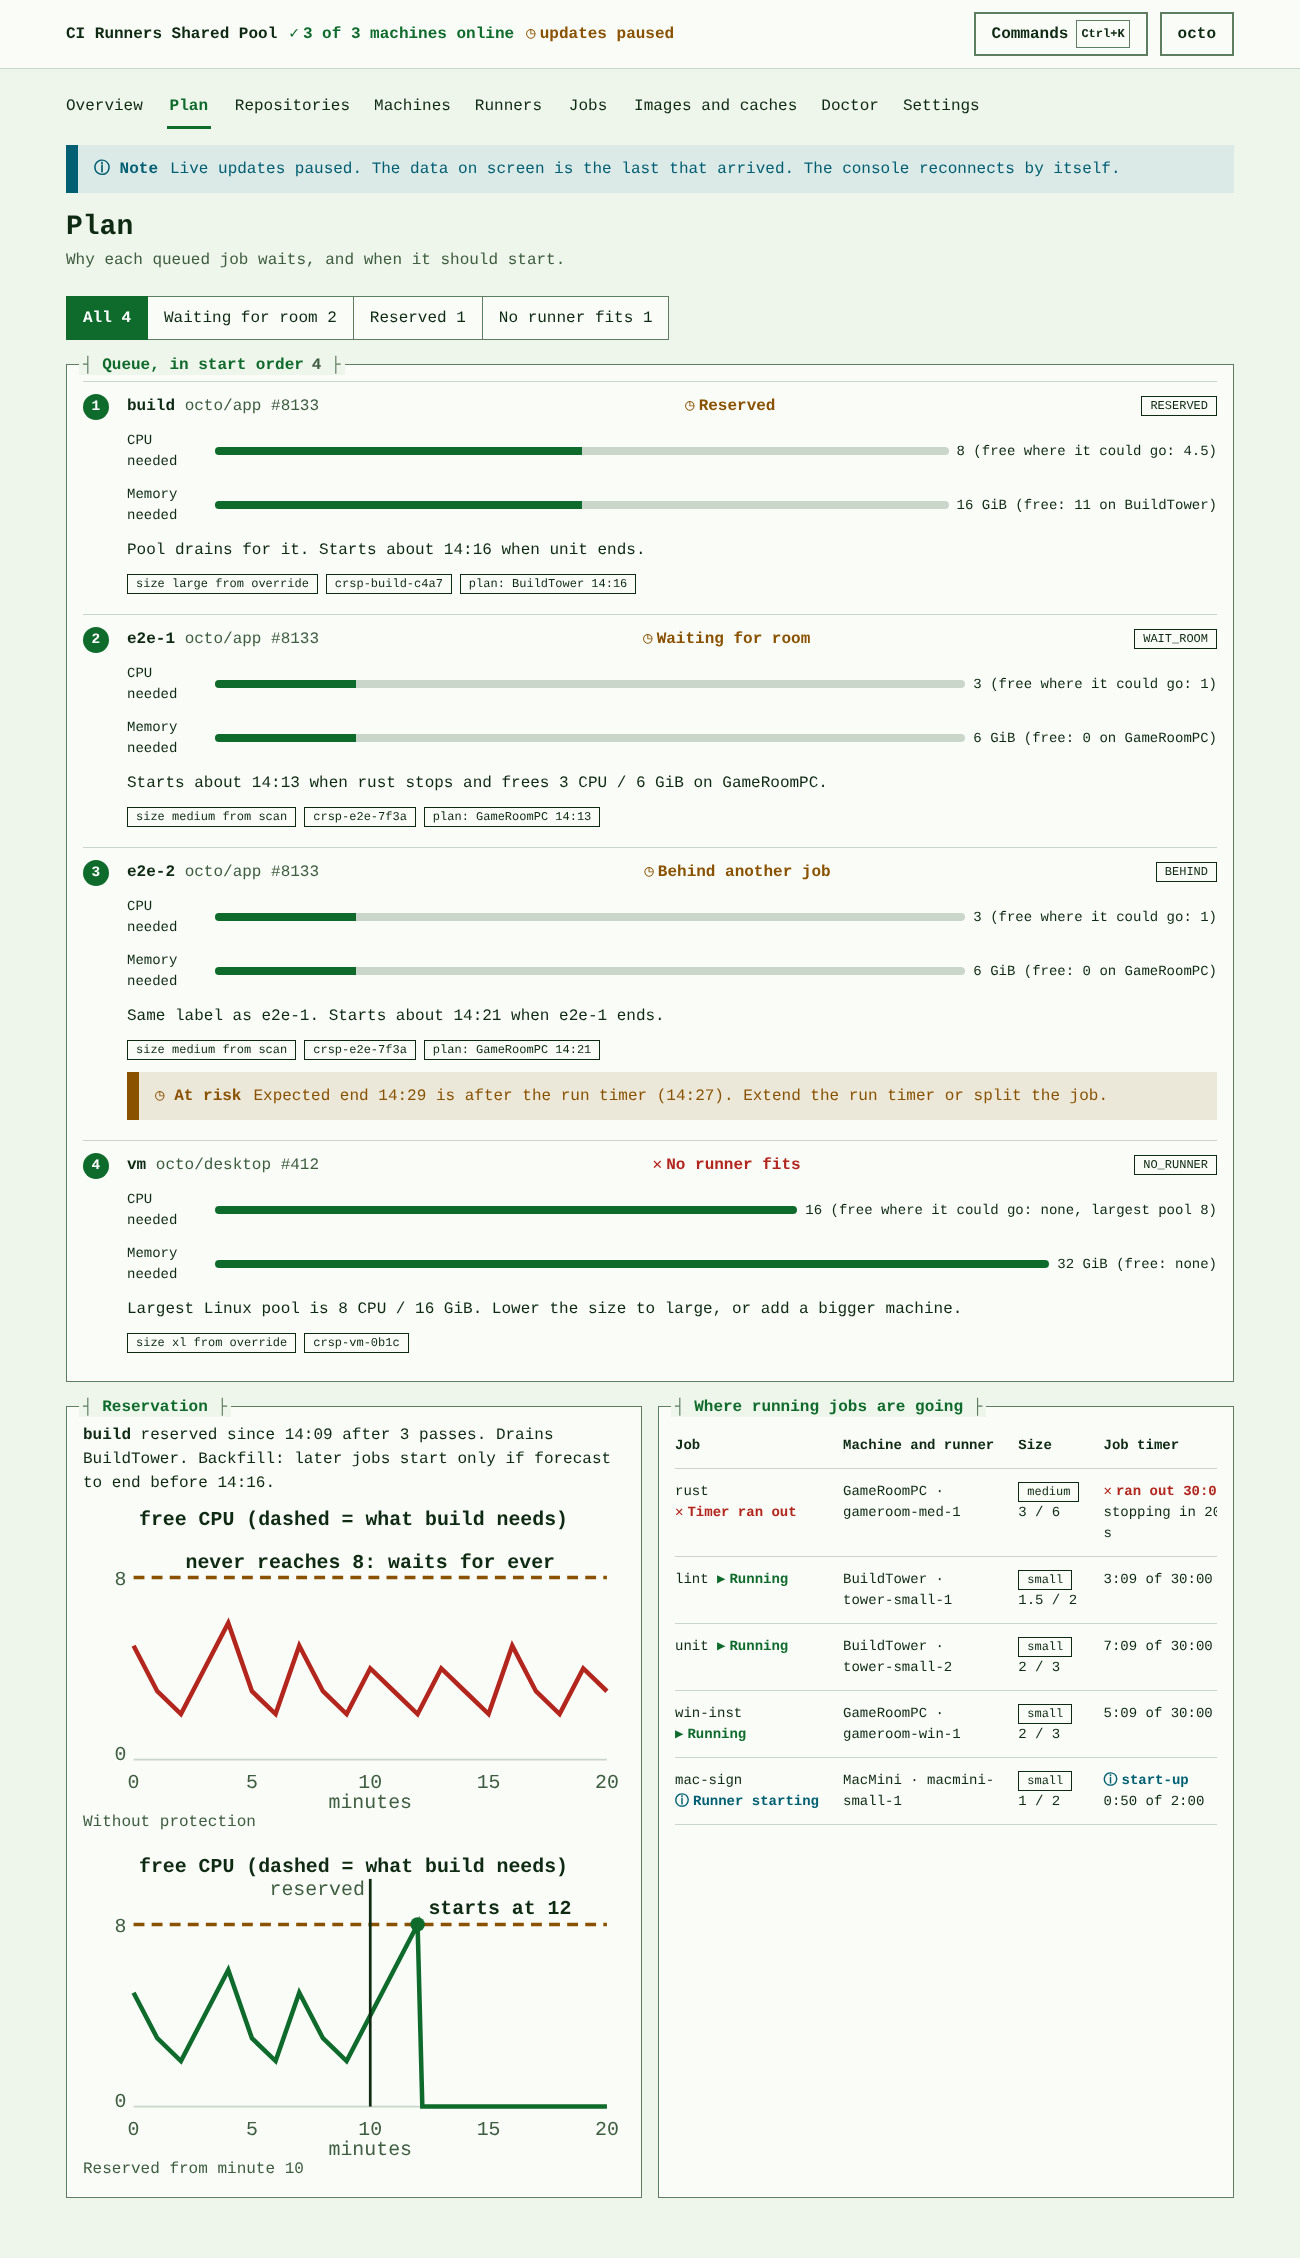 CI Runners Shared Pool ✓ 3 of 3 machines online ◷ updates paused Commands Ctrl+K octo
Overview Plan Repositories Machines Runners Jobs Images and caches Doctor Settings
ⓘ Note Live updates paused. The data on screen is the last that arrived. The console reconnects by itself.
Plan
Why each queued job waits, and when it should start.
All 4 Waiting for room 2 Reserved 1 No runner fits 1
┤ Queue, in start order 4 ├
1 build octo/app #8133 ◷ Reserved RESERVED
CPU needed 8 (free where it could go: 4.5)
Memory needed 16 GiB (free: 11 on BuildTower)
Pool drains for it. Starts about 14:16 when unit ends.
size large from override crsp-build-c4a7 plan: BuildTower 14:16
2 e2e-1 octo/app #8133 ◷ Waiting for room WAIT_ROOM
CPU needed 3 (free where it could go: 1)
Memory needed 6 GiB (free: 0 on GameRoomPC)
Starts about 14:13 when rust stops and frees 3 CPU / 6 GiB on GameRoomPC.
size medium from scan crsp-e2e-7f3a plan: GameRoomPC 14:13
3 e2e-2 octo/app #8133 ◷ Behind another job BEHIND
CPU needed 3 (free where it could go: 1)
Memory needed 6 GiB (free: 0 on GameRoomPC)
Same label as e2e-1. Starts about 14:21 when e2e-1 ends.
size medium from scan crsp-e2e-7f3a plan: GameRoomPC 14:21
◷ At risk Expected end 14:29 is after the run timer (14:27). Extend the run timer or split the job.
4 vm octo/desktop #412 ✕ No runner fits NO_RUNNER
CPU needed 16 (free where it could go: none, largest pool 8)
Memory needed 32 GiB (free: none)
Largest Linux pool is 8 CPU / 16 GiB. Lower the size to large, or add a bigger machine.
size xl from override crsp-vm-0b1c
┤ Reservation ├
build reserved since 14:09 after 3 passes. Drains
BuildTower. Backfill: later jobs start only if forecast
to end before 14:16.
free CPU (dashed = what build needs)
never reaches 8: waits for ever
8
0
0 5 10 15 20
minutes
Without protection
free CPU (dashed = what build needs)
reserved
starts at 12
8
0
0 5 10 15 20
minutes
Reserved from minute 10
┤ Where running jobs are going ├
Job Machine and runner Size Job timer
rust GameRoomPC · medium ✕ ran out 30:0
✕ Timer ran out gameroom-med-1 3 / 6 stopping in 20
s
lint ▶ Running BuildTower · small 3:09 of 30:00
tower-small-1 1.5 / 2
unit ▶ Running BuildTower · small 7:09 of 30:00
tower-small-2 2 / 3
win-inst GameRoomPC · small 5:09 of 30:00
▶ Running gameroom-win-1 2 / 3
mac-sign MacMini · macmini- small ⓘ start-up
ⓘ Runner starting small-1 1 / 2 0:50 of 2:00